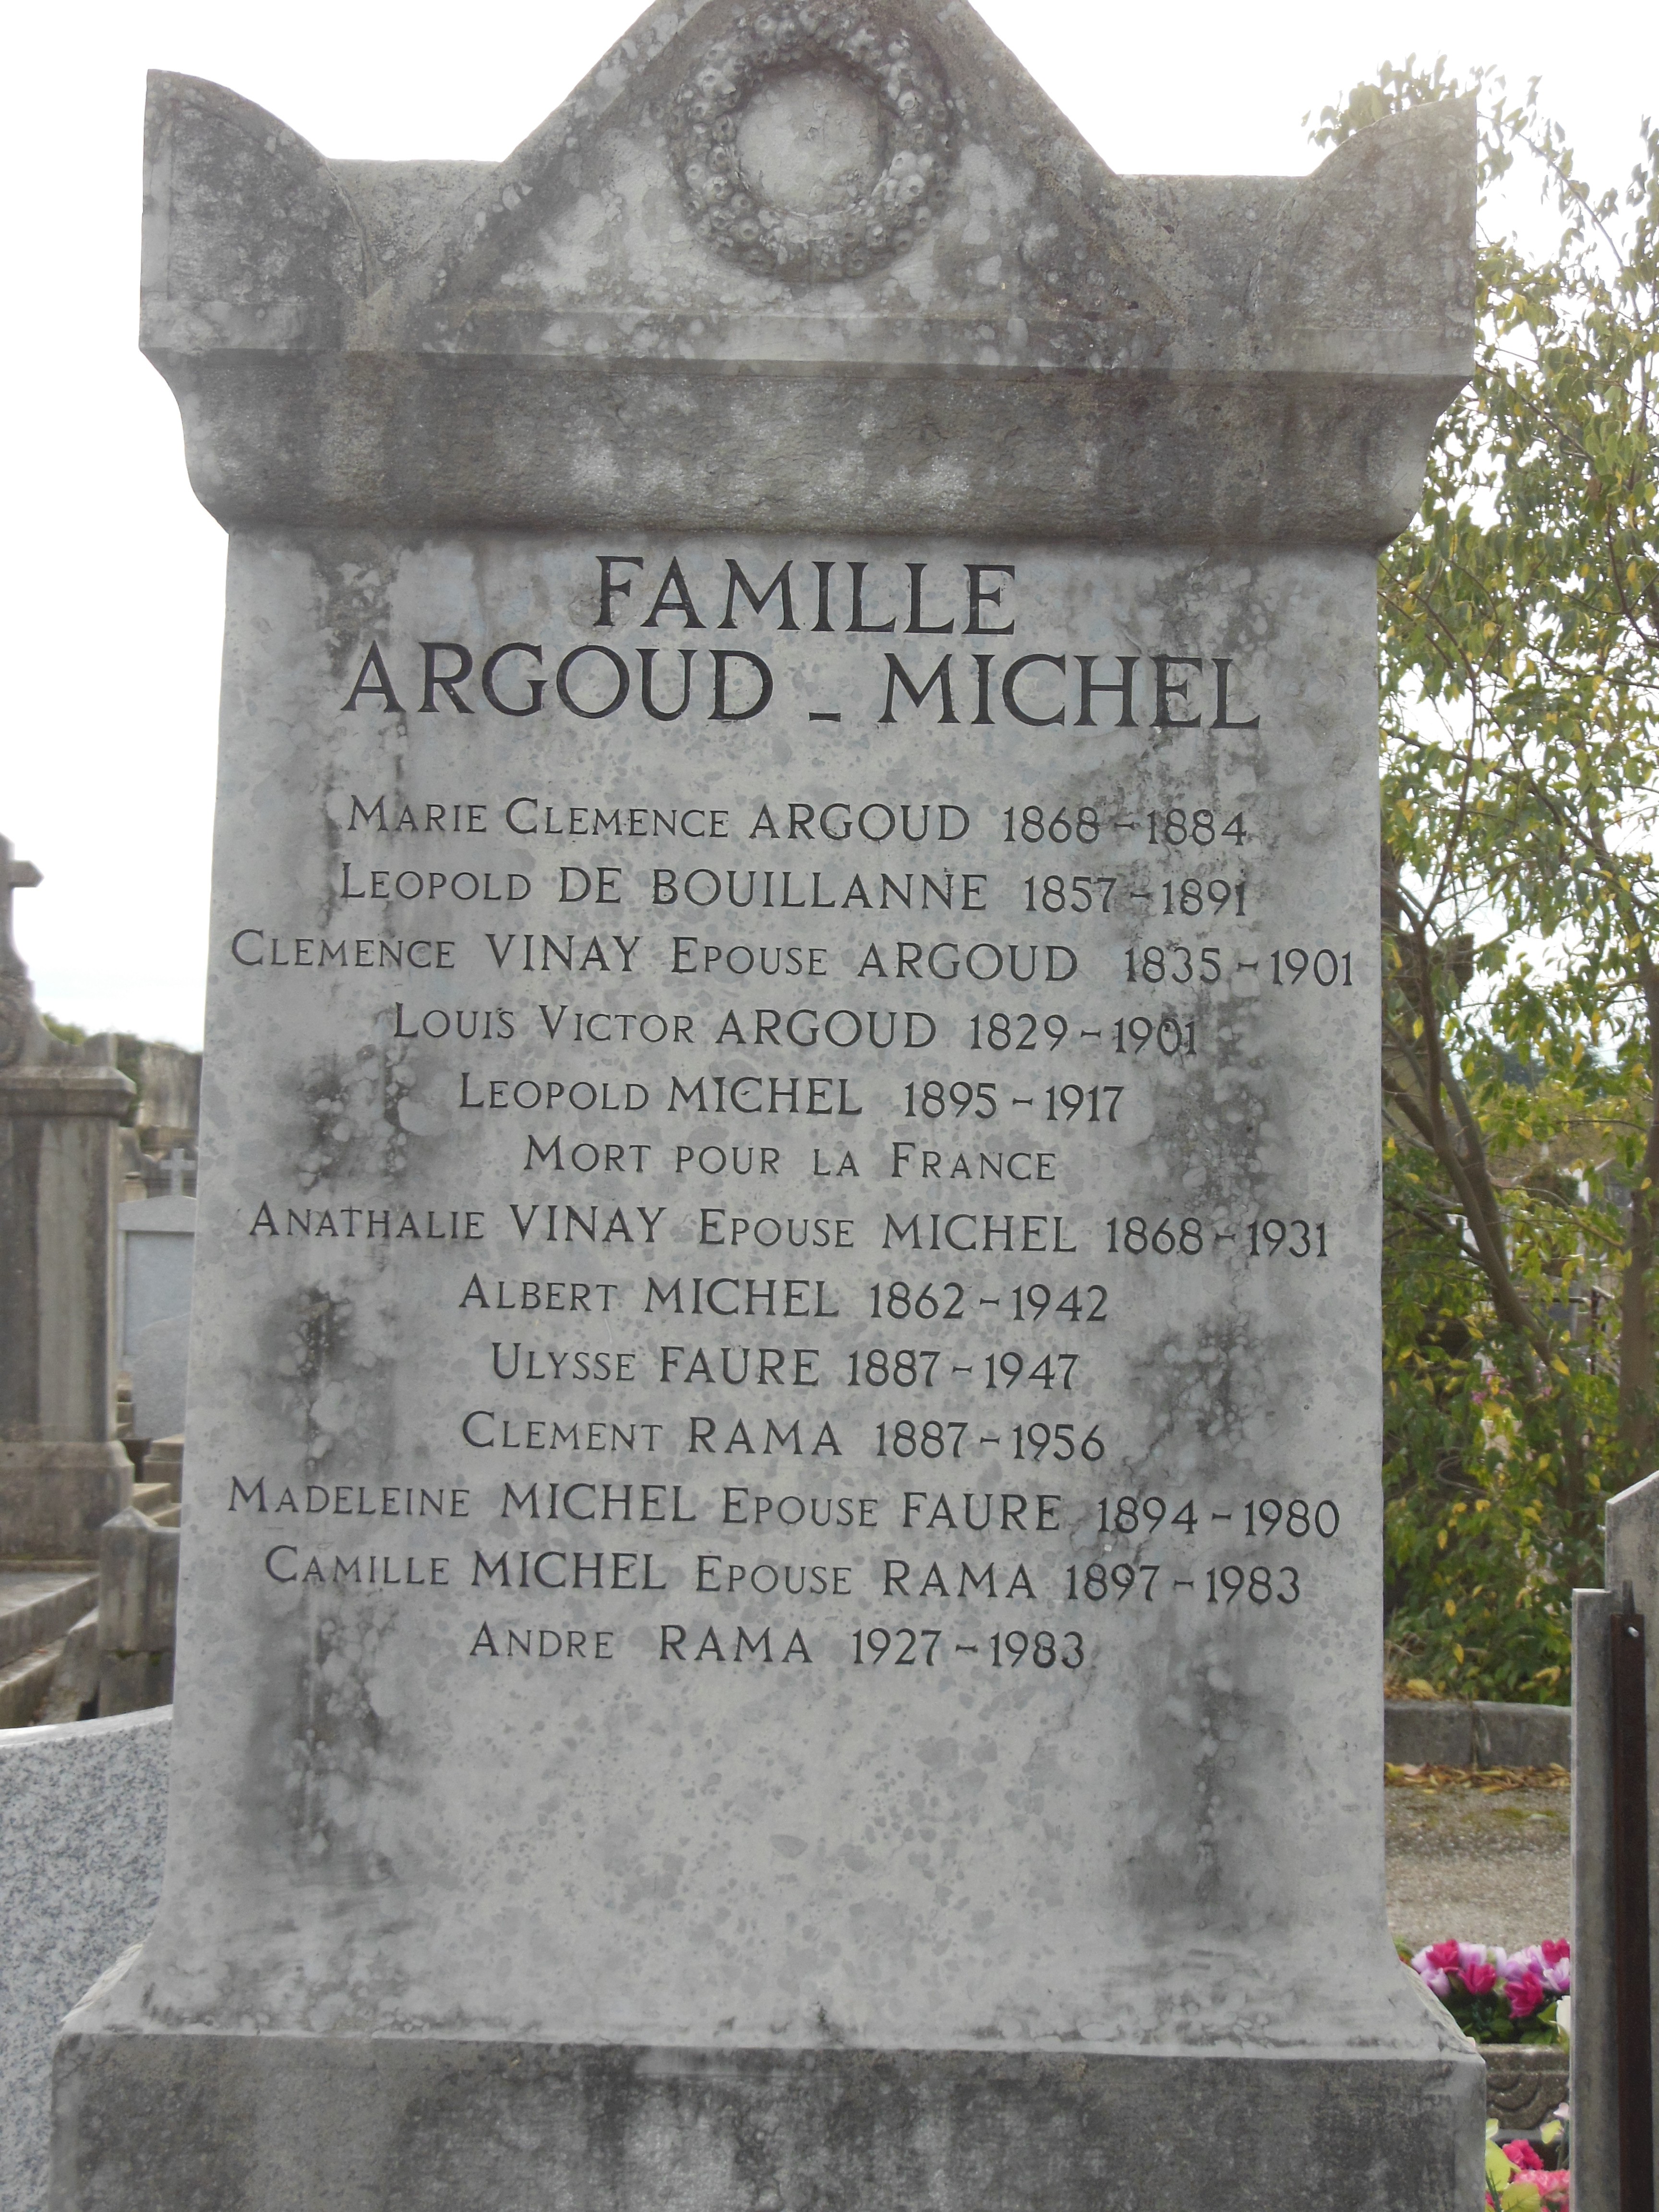 FAMILLE
ARGOUD - MICHEL
MARIE CLEMENCE ARGOUD 1868-1884
LEOPOLD DE BOUILLANNE 1857-1891
CLEMENCE VINAY EPOUSE ARGOUD 1835-1901
LOUIS VICTOR ARGOUD 1829-1901
LEOPOLD MICHEL 1895-1917
MORT POUR LA FRANCE
ANATHALIE VINAY EPOUSE MICHEL 1868-1931
ALBERT MICHEL 1862-1942
ULYSSE FAURE 1887-1947
CLEMENT RAMA 1887-1956
MADELEINE MICHEL EPOUSE FAURE 1894-1980
CAMILLE MICHEL EPOUSE RAMA 1897-1983
ANDRE RAMA 1927-1983